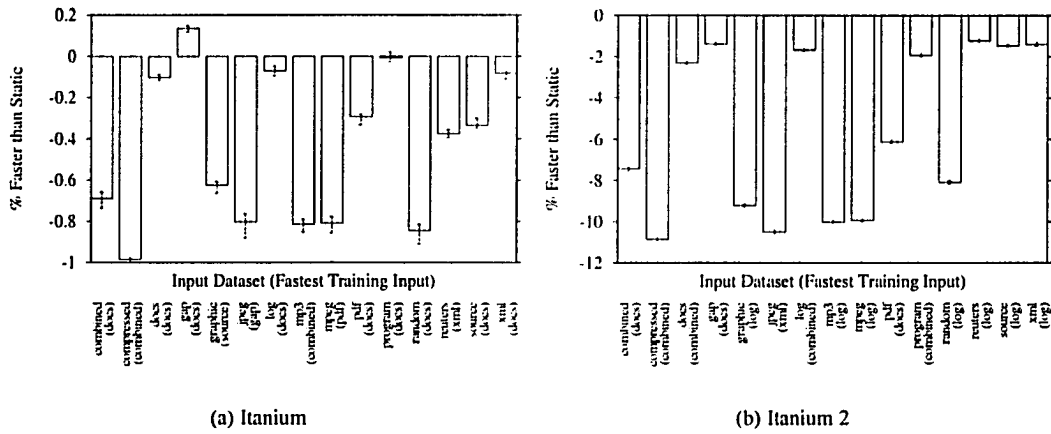 % Faster than Static
0.2
0
-0.2
-0.4
-0.6
-0.8
-1
Input Dataset (Fastest Training Input)
combined (docs)
compressed (combined)
docs (docs)
gap (docs)
graphic (source)
jpeg (gap)
log (docs)
mp3 (combined)
mpeg (pdf)
pdf (docs)
program (docs)
random (docs)
reuters (xml)
source (docs)
xml (docs)
(a) Itanium
% Faster than Static
0
-2
-4
-6
-8
-10
-12
Input Dataset (Fastest Training Input)
combined (docs)
compressed (combined)
docs (combined)
gap (docs)
graphic (log)
jpeg (xml)
log (combined)
mp3 (log)
mpeg (log)
pdf (docs)
program (combined)
random (log)
reuters (log)
source (log)
xml (log)
(b) Itanium 2